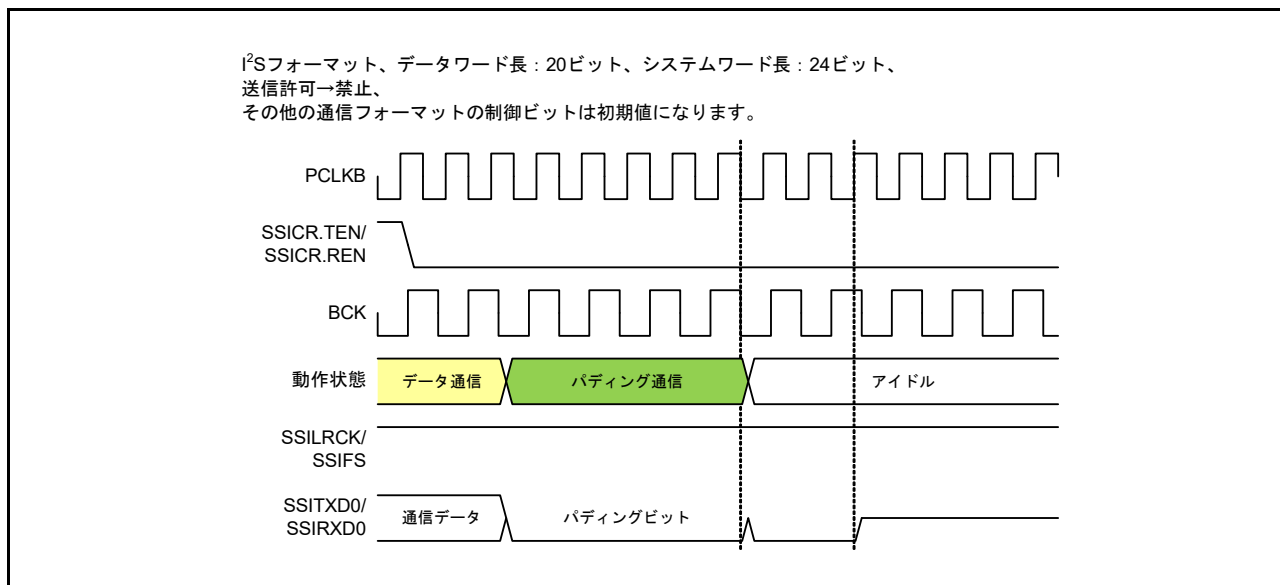 I²Sフォーマット、データワード長：20ビット、システムワード長：24ビット、
送信許可→禁止、
その他の通信フォーマットの制御ビットは初期値になります。
PCLKB
SSICR.TEN/
SSICR.REN
BCK
動作状態
データ通信
パディング通信
アイドル
SSILRCK/
SSIFS
SSITXD0/
SSIRXD0
通信データ
パディングビット